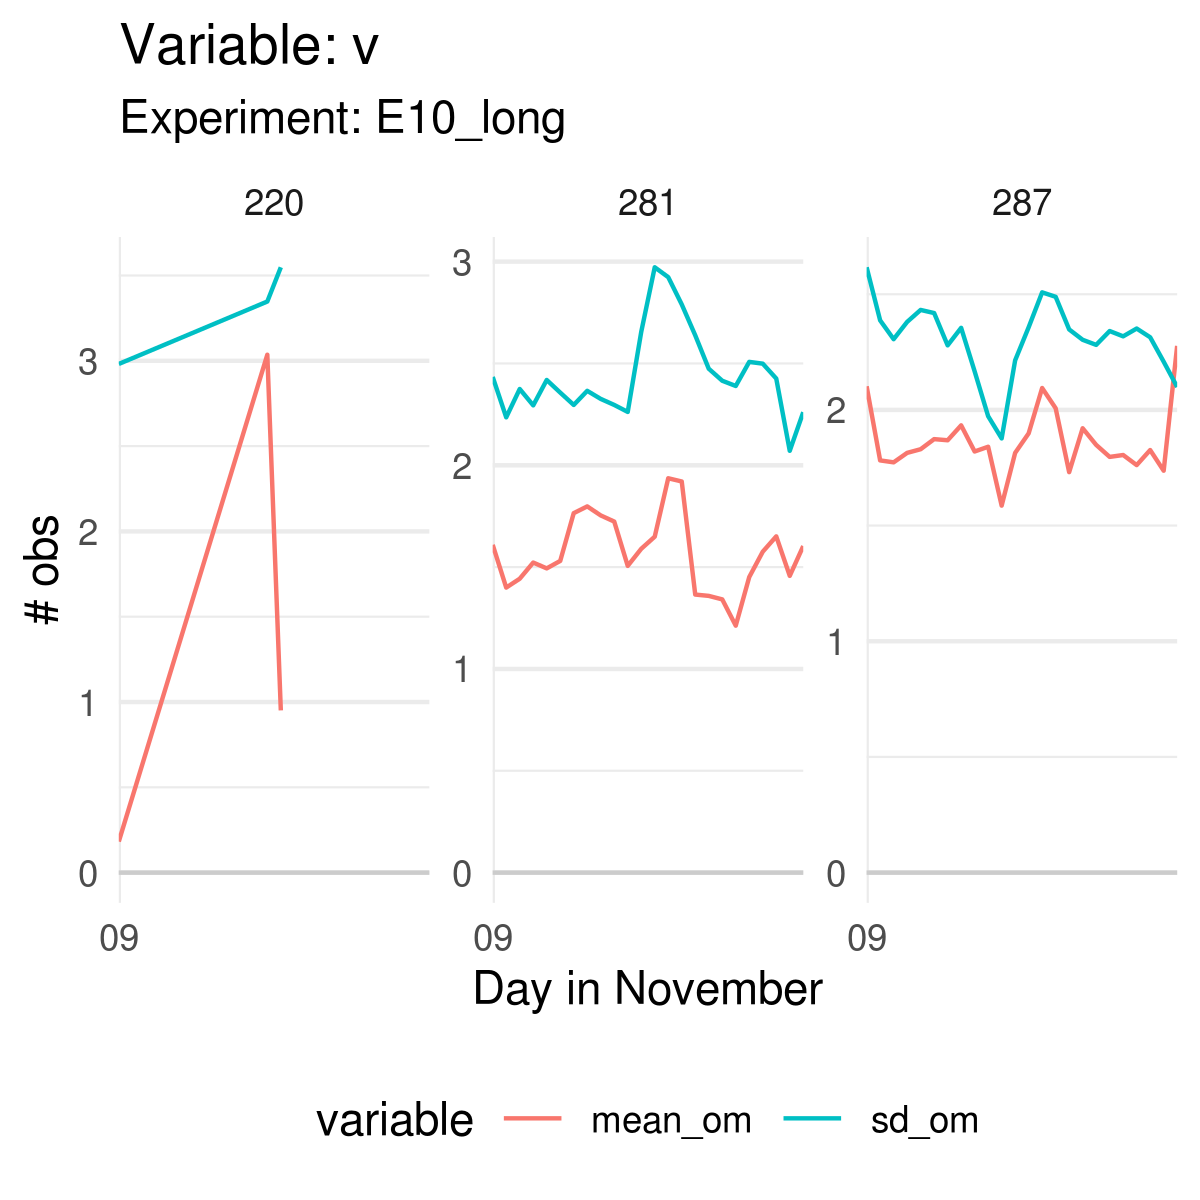 Variable: v
Experiment: E10_long
220 281 287
3
2
1
0
3
2
1
0
2
1
0
# obs
09 09 09
Day in November
variable mean_om sd_om